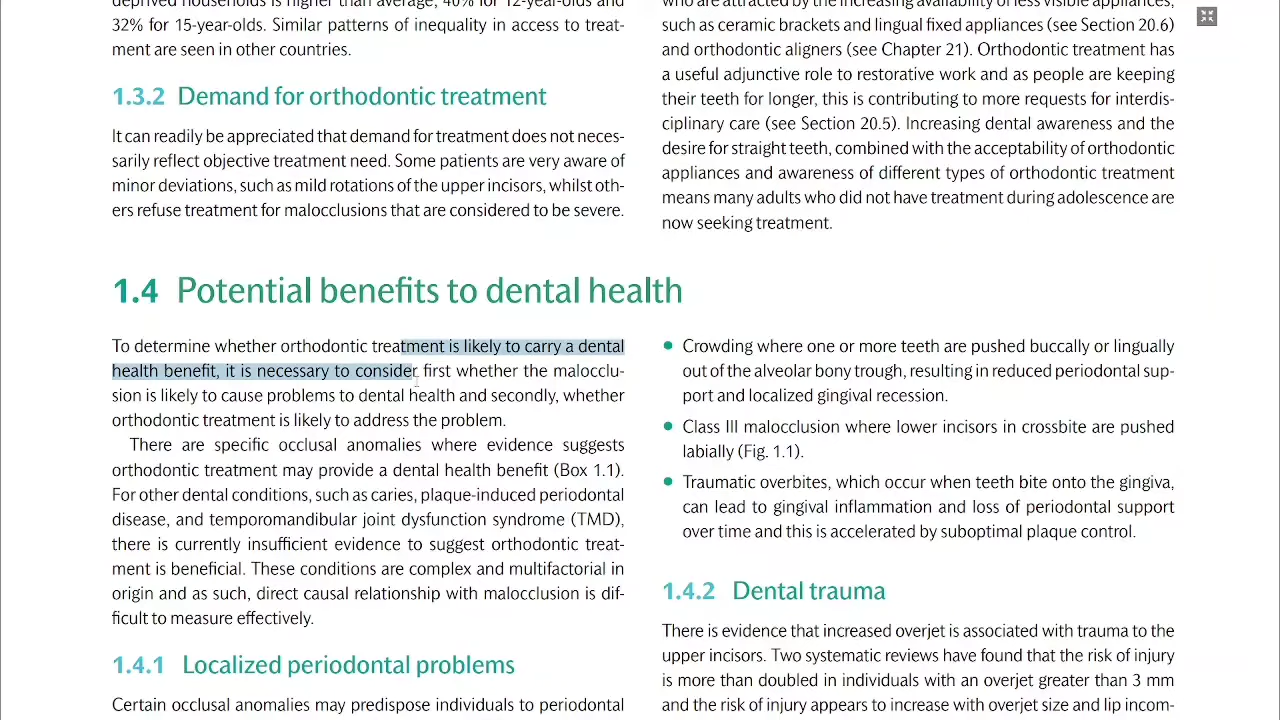 deprived households is higher than average, 40% for 12-year-olds and
32% for 15-year-olds. Similar patterns of inequality in access to treat-
ment are seen in other countries.
1.3.2 Demand for orthodontic treatment
It can readily be appreciated that demand for treatment does not neces-
sarily reflect objective treatment need. Some patients are very aware of
minor deviations, such as mild rotations of the upper incisors, whilst oth-
ers refuse treatment for malocclusions that are considered to be severe.
who are attracted by the increasing availability of less visible appliances,
such as ceramic brackets and lingual fixed appliances (see Section 20.6)
and orthodontic aligners (see Chapter 21). Orthodontic treatment has
a useful adjunctive role to restorative work and as people are keeping
their teeth for longer, this is contributing to more requests for interdis-
ciplinary care (see Section 20.5). Increasing dental awareness and the
desire for straight teeth, combined with the acceptability of orthodontic
appliances and awareness of different types of orthodontic treatment
means many adults who did not have treatment during adolescence are
now seeking treatment.
1.4 Potential benefits to dental health
To determine whether orthodontic treatment is likely to carry a dental
health benefit, it is necessary to consider first whether the malocclu-
sion is likely to cause problems to dental health and secondly, whether
orthodontic treatment is likely to address the problem.
There are specific occlusal anomalies where evidence suggests
orthodontic treatment may provide a dental health benefit (Box 1.1).
For other dental conditions, such as caries, plaque-induced periodontal
disease, and temporomandibular joint dysfunction syndrome (TMD),
there is currently insufficient evidence to suggest orthodontic treat-
ment is beneficial. These conditions are complex and multifactorial in
origin and as such, direct causal relationship with malocclusion is dif-
ficult to measure effectively.
1.4.1 Localized periodontal problems
Certain occlusal anomalies may predispose individuals to periodontal
• Crowding where one or more teeth are pushed buccally or lingually
out of the alveolar bony trough, resulting in reduced periodontal sup-
port and localized gingival recession.
• Class III malocclusion where lower incisors in crossbite are pushed
labially (Fig. 1.1).
• Traumatic overbites, which occur when teeth bite onto the gingiva,
can lead to gingival inflammation and loss of periodontal support
over time and this is accelerated by suboptimal plaque control.
1.4.2 Dental trauma
There is evidence that increased overjet is associated with trauma to the
upper incisors. Two systematic reviews have found that the risk of injury
is more than doubled in individuals with an overjet greater than 3 mm
and the risk of injury appears to increase with overjet size and lip incom-